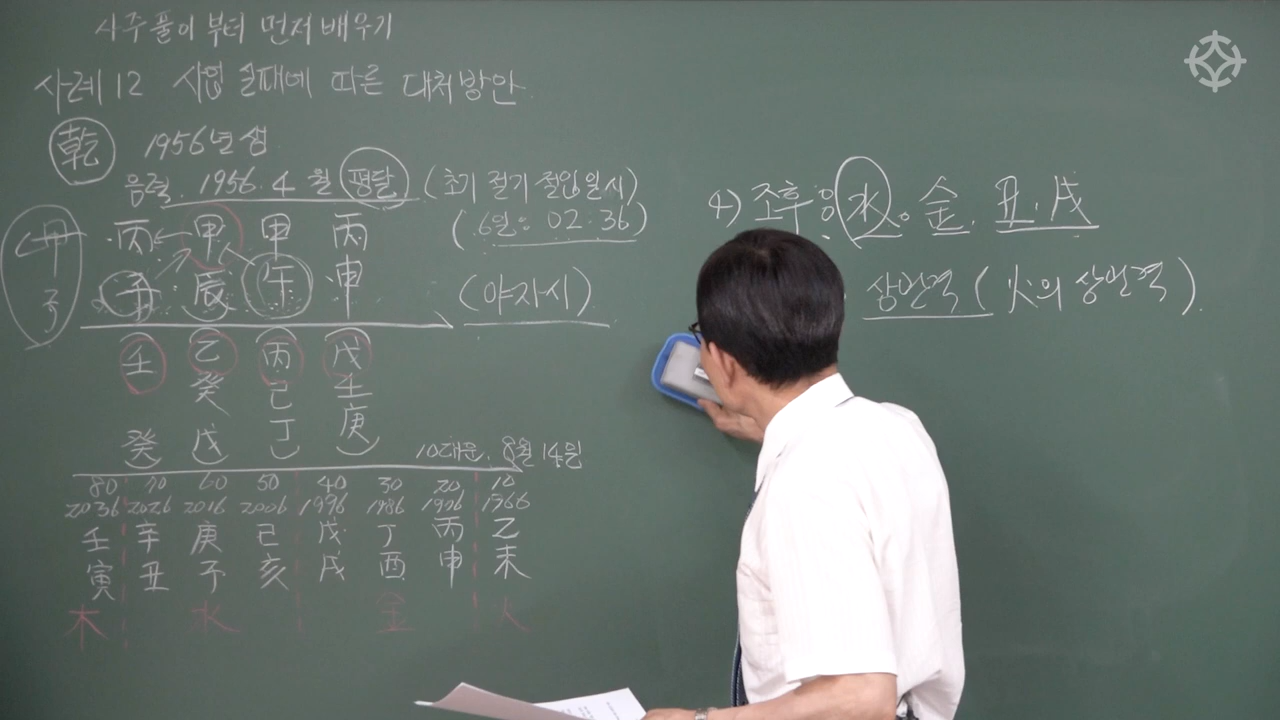 사주풀이부터 먼저 배우기
사례12 사업 실패에 따른 대처방안
乾 1956년생
음력. 1956. 4월 평달 (초기 절기 절입일시)
(6일 02:36)
丙 甲 甲 丙
子 辰 午 申
(야자시)
子
壬 乙 丙 戊
癸 己 壬
癸 戊 丁 庚
10대운. 8월 14일
80 70 60 50 40 30 20 10
2036 2026 2016 2006 1996 1986 1976 1966
壬 辛 庚 己 戊 丁 丙 乙
寅 丑 子 亥 戌 酉 申 未
木 水 金 火
4) 조후용 水. 金. 丑. 戌
상반격 (火의 상반격).